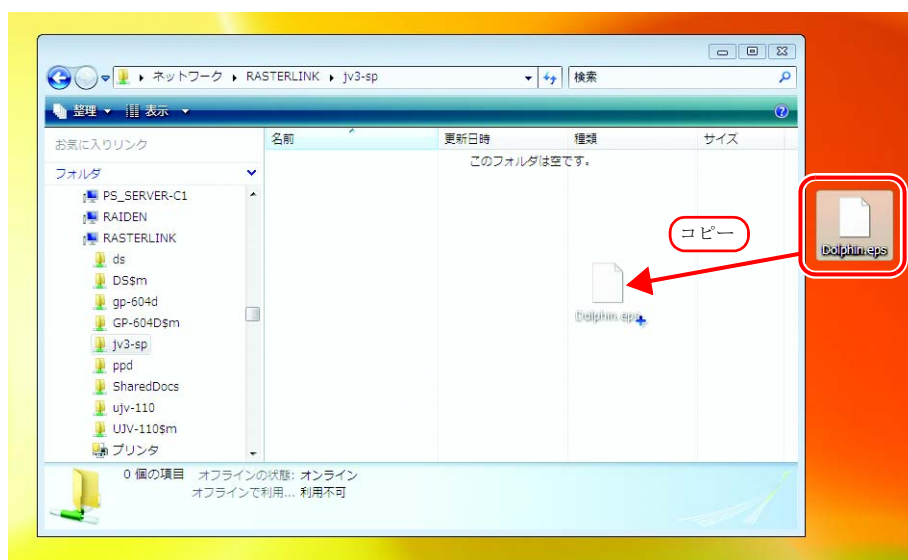 ネットワーク ▸ RASTERLINK ▸ jv3-sp
検索
整理 表示
お気に入りリンク
フォルダ
PS_SERVER-C1
RAIDEN
RASTERLINK
ds
DS$m
gp-604d
GP-604D$m
jv3-sp
ppd
SharedDocs
ujv-110
UJV-110$m
プリンタ
名前 更新日時 種類 サイズ
このフォルダは空です。
コピー
Dolphin.eps
Dolphin.eps
0 個の項目 オフラインの状態: オンライン
オフラインで利用... 利用不可